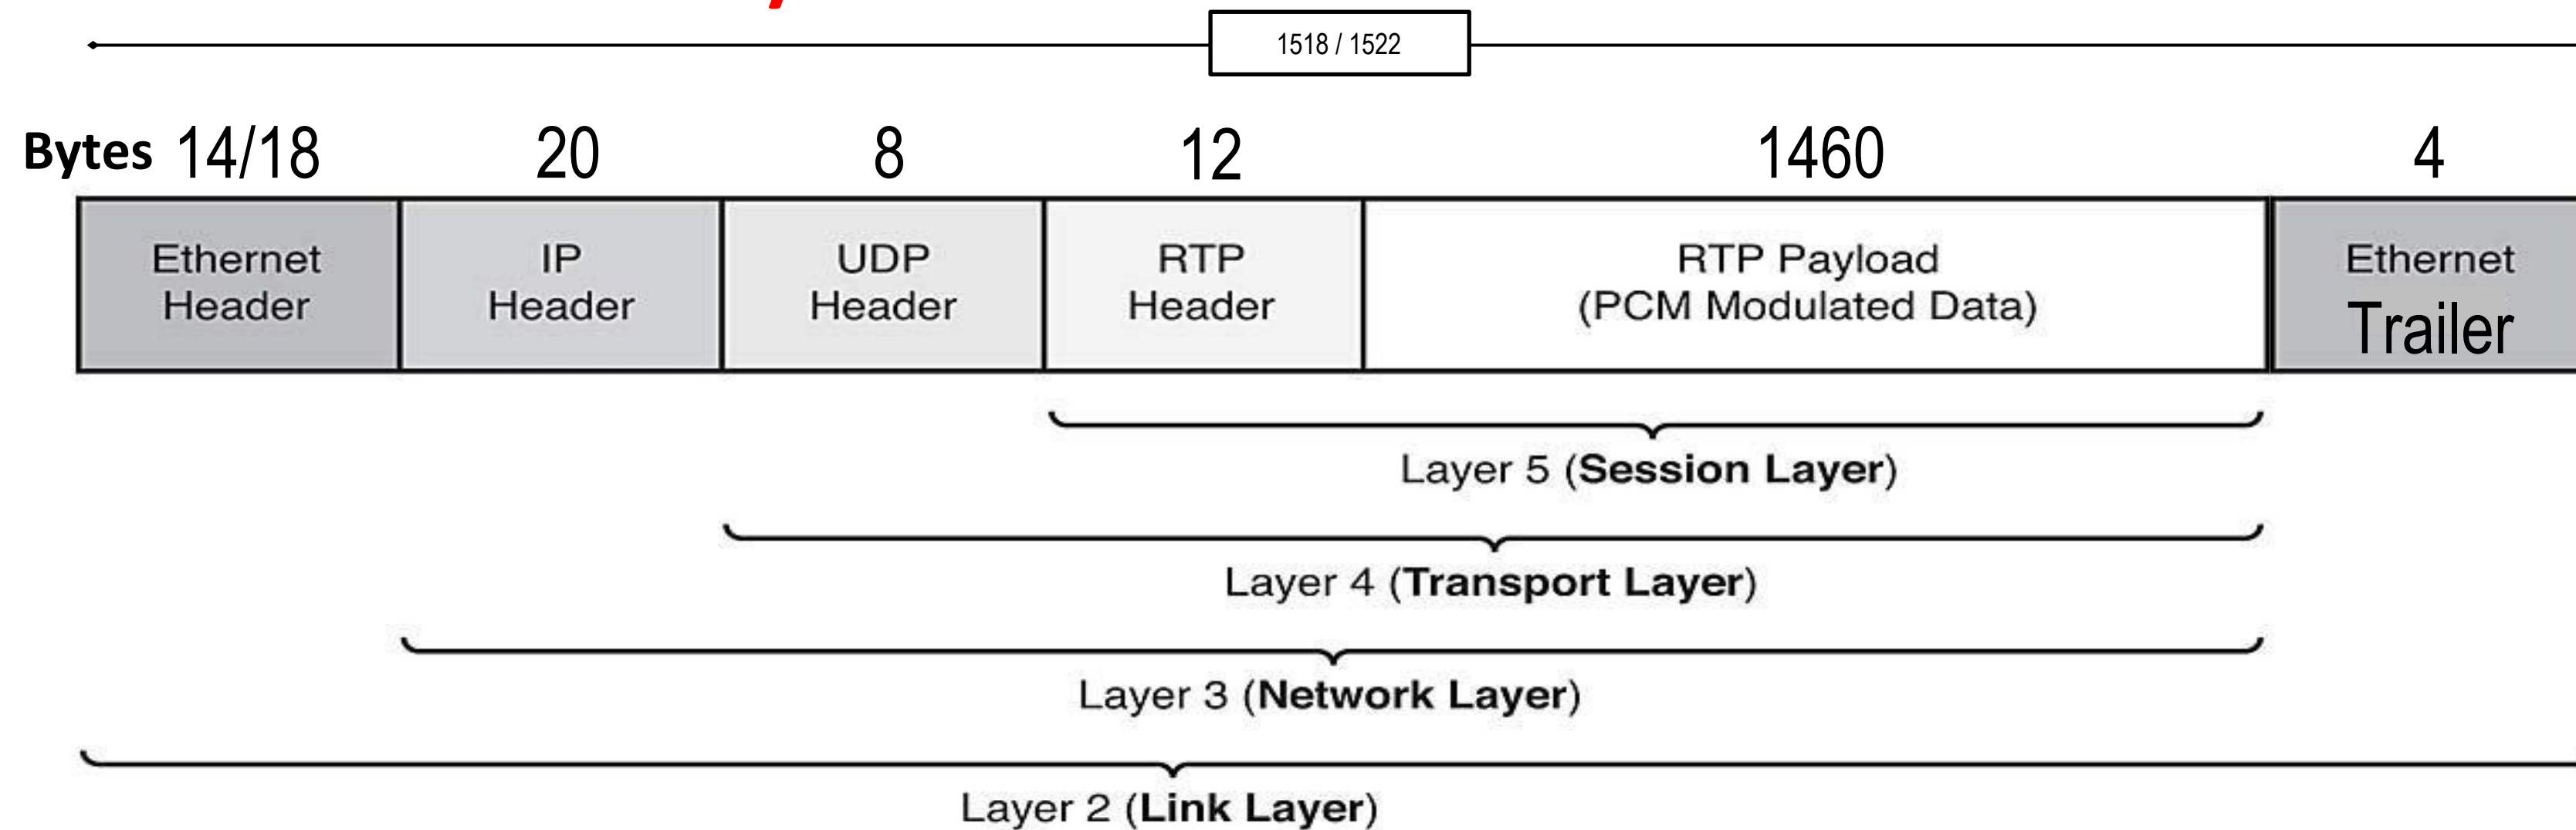 1518 / 1522
Bytes 14/18 20 8 12 1460 4
Ethernet Header
IP Header
UDP Header
RTP Header
RTP Payload
(PCM Modulated Data)
Ethernet Trailer
Layer 5 (Session Layer)
Layer 4 (Transport Layer)
Layer 3 (Network Layer)
Layer 2 (Link Layer)